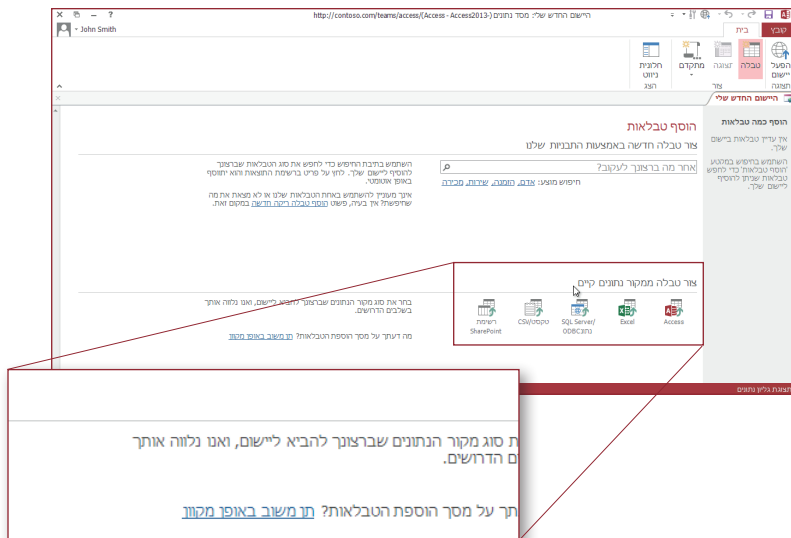 היישום החדש שלי: מסד נתונים (-Access - Access2013)/http://contoso.com/teams/access
John Smith
קובץ
בית
הפעל יישום
טבלה
תצוגה
מתקדם
חלונית ניווט
תצוגה
צור
הצג
היישום החדש שלי
הוסף כמה טבלאות
אין עדיין טבלאות ביישום
שלך.
השתמש בחיפוש במקטע
'הוסף טבלאות' כדי לחפש
טבלאות שניתן להוסיף
ליישום שלך.
הוסף טבלאות
צור טבלה חדשה באמצעות התבניות שלנו
אחר מה ברצונך לעקוב?
חיפוש מוצע: אדם, הזמנה, שירות, מכירה
השתמש בתיבת החיפוש כדי לחפש את סוג הטבלאות שברצונך
להוסיף ליישום שלך. לחץ על פריט ברשימת התוצאות והוא יתווסף
באופן אוטומטי.
אינך מעוניין להשתמש באחת הטבלאות שלנו או לא מצאת את מה
שחיפשת? אין בעיה, פשוט הוסף טבלה ריקה חדשה במקום זאת.
צור טבלה ממקור נתונים קיים
Access
Excel
SQL Server/
נתוני ODBC
טקסט/CSV
רשימת
SharePoint
בחר את סוג מקור הנתונים שברצונך להביא ליישום, ואנו נלווה אותך
בשלבים הדרושים.
מה דעתך על מסך הוספת הטבלאות? תן משוב באופן מקוון
תצוגת גליון נתונים
ת סוג מקור הנתונים שברצונך להביא ליישום, ואנו נלווה אותך
ים הדרושים.
תך על מסך הוספת הטבלאות? תן משוב באופן מקוון